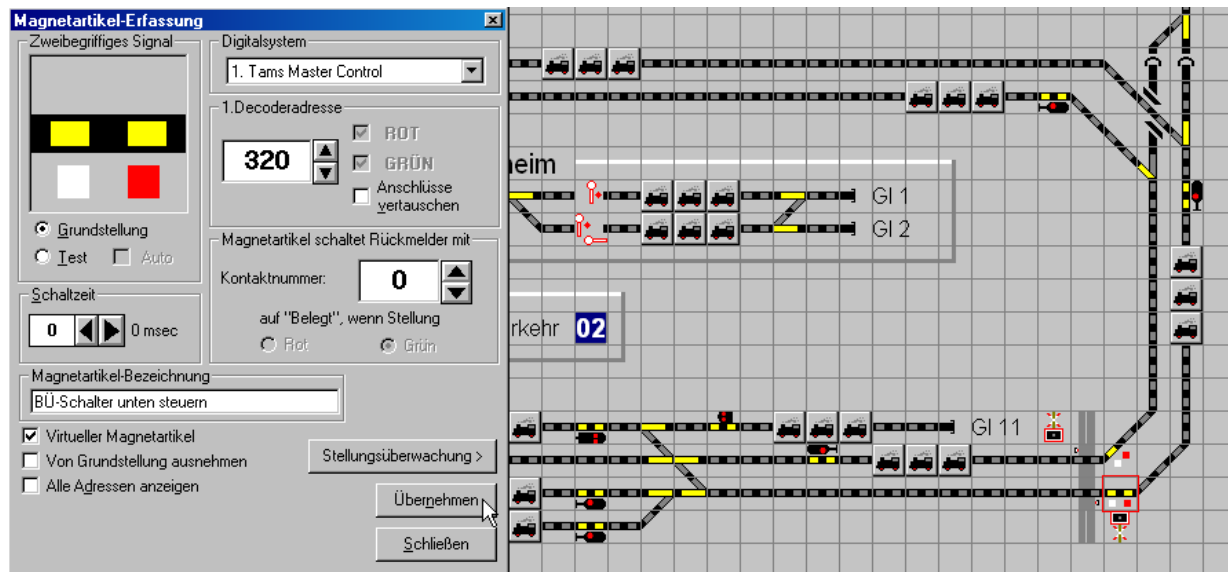 Magnetartikel-Erfassung
Zweibegriffiges Signal
Digitalsystem
1. Tams Master Control
1.Decoderadresse
320
ROT
GRÜN
Anschlüsse
vertauschen
Grundstellung
Test
Auto
Magnetartikel schaltet Rückmelder mit
Kontaktnummer:
0
auf "Belegt", wenn Stellung
Rot
Grün
Schaltzeit
0
0 msec
Magnetartikel-Bezeichnung
BÜ-Schalter unten steuern
Virtueller Magnetartikel
Von Grundstellung ausnehmen
Alle Adressen anzeigen
Stellungsüberwachung >
Übernehmen
Schließen
heim
Gl 1
Gl 2
rkehr 02
Gl 11